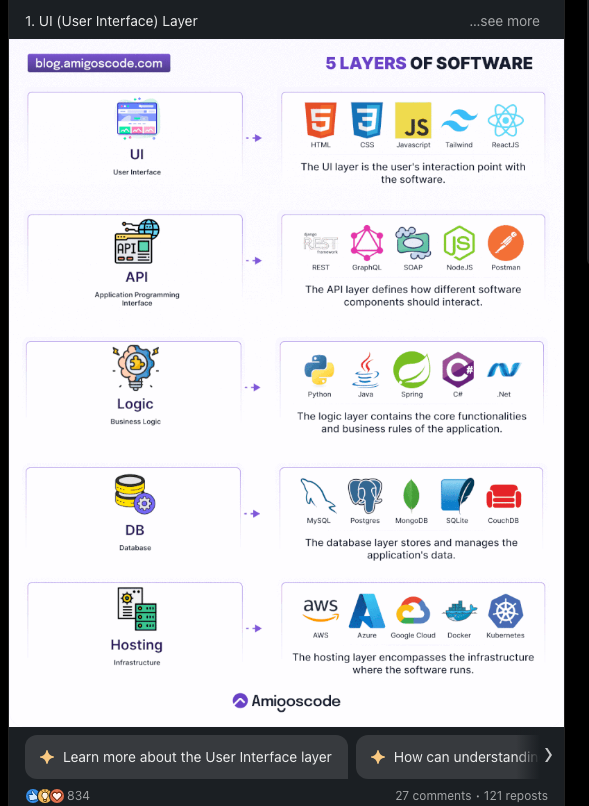 1. UI (User Interface) Layer
...see more
blog.amigoscode.com
5 LAYERS OF SOFTWARE
UI
User Interface
HTML
CSS
Javascript
Tailwind
ReactJS
The UI layer is the user's interaction point with
the software.
API
API
Application Programming
Interface
django
REST
framework
REST
GraphQL
SOAP
NodeJS
Postman
The API layer defines how different software
components should interact.
Logic
Business Logic
Python
Java
Spring
C#
.Net
The logic layer contains the core functionalities
and business rules of the application.
DB
Database
MySQL
Postgres
MongoDB
SQLite
CouchDB
The database layer stores and manages the
application's data.
Hosting
Infrastructure
aws
AWS
Azure
Google Cloud
Docker
Kubernetes
The hosting layer encompasses the infrastructure
where the software runs.
Amigoscode
Learn more about the User Interface layer
How can understandin
834
27 comments • 121 reposts